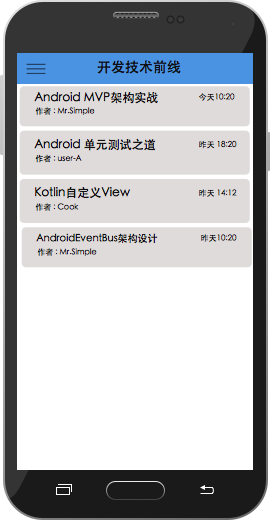 开发技术前线
Android MVP架构实战 今天10:20
作者 : Mr.Simple
Android 单元测试之道 昨天 18:20
作者 : user-A
Kotlin自定义View 昨天 14:12
作者 : Cook
AndroidEventBus架构设计 昨天10:20
作者 : Mr.Simple